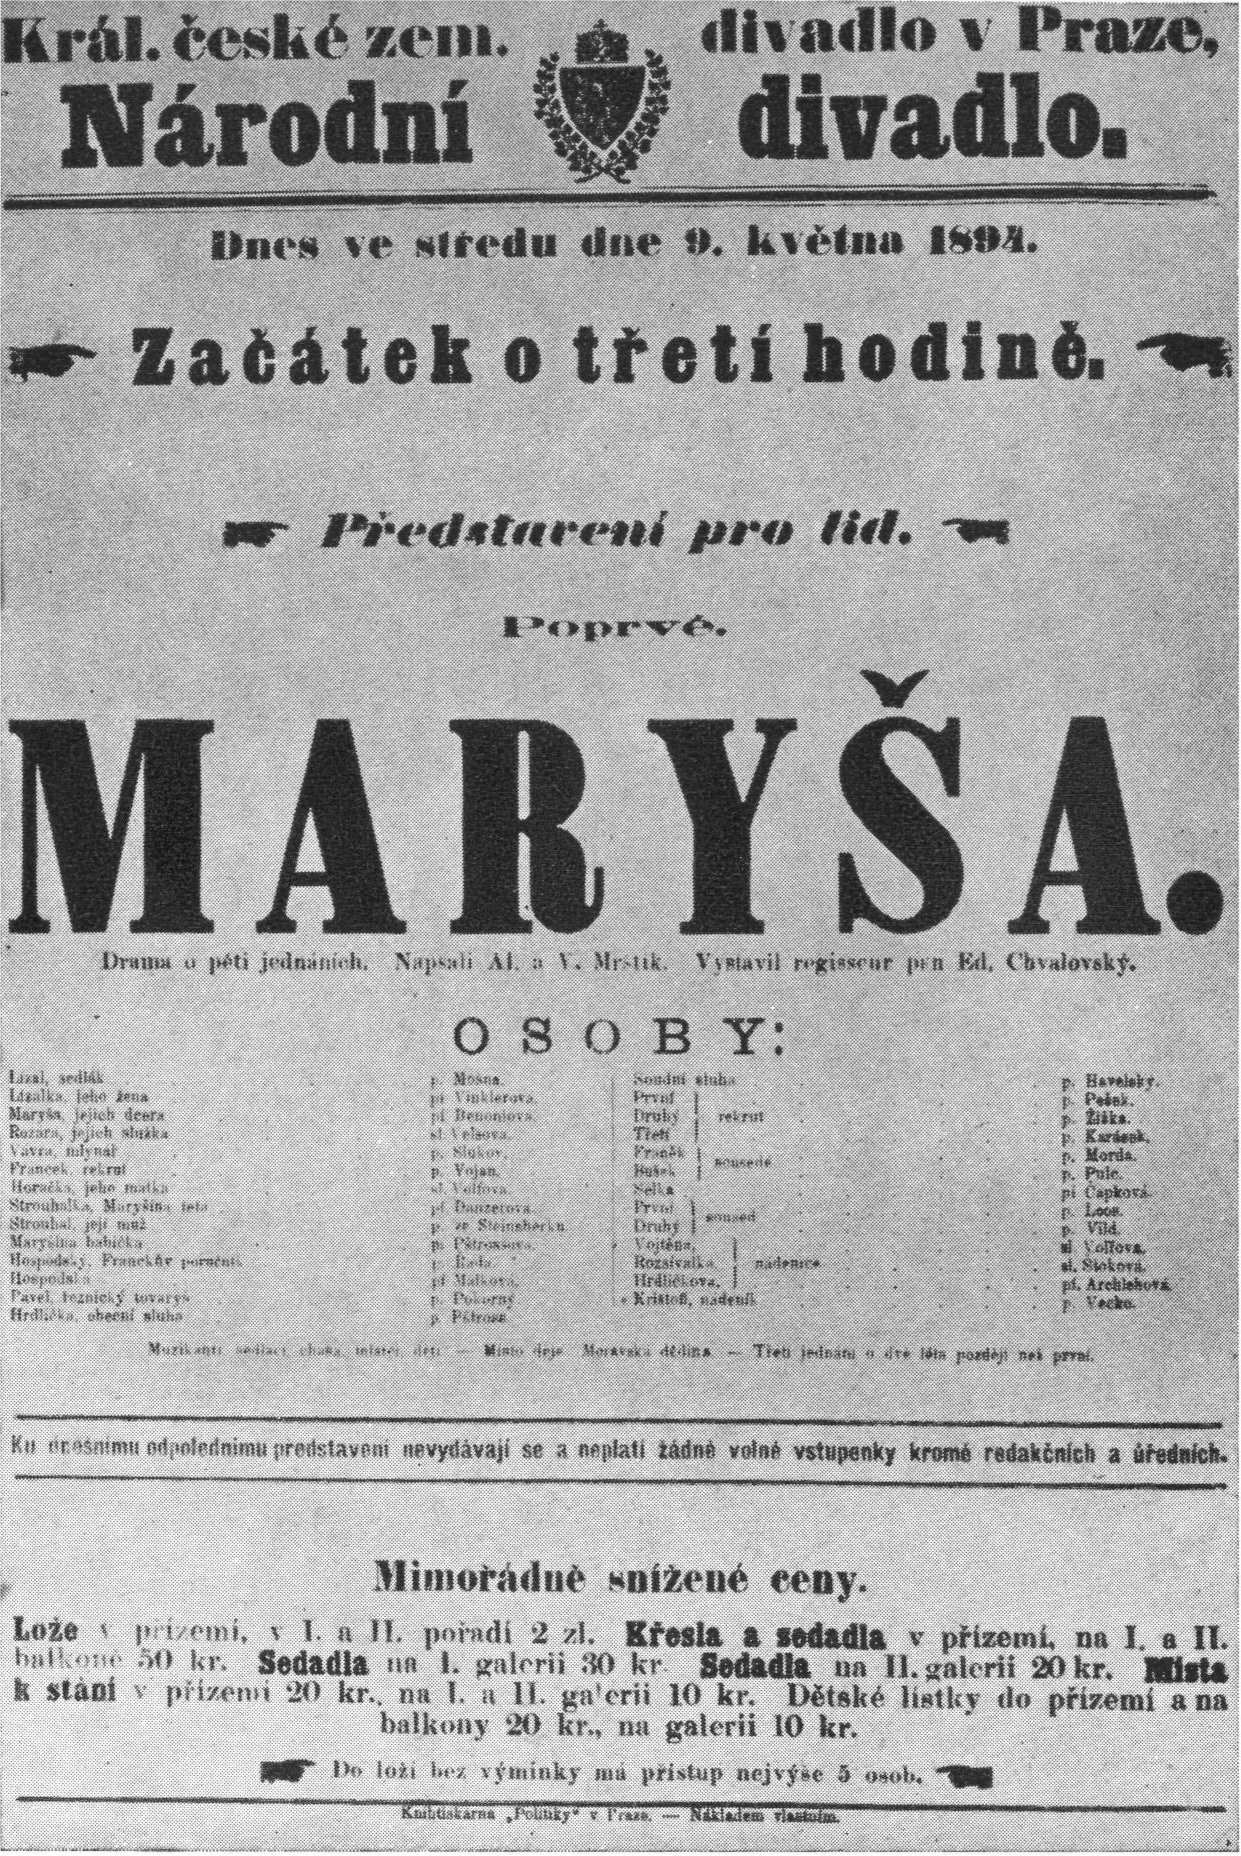 Král. české zem. divadlo v Praze,
Národní divadlo.
Dnes ve středu dne 9. května 1894.
Začátek o třetí hodině.
Představení pro lid.
Poprvé.
MARYŠA.
Drama o pěti jednáních. Napsali Al. a V. Mrštík. Vystavil regisseur pan Ed. Chvalovský.
OSOBY:
Lízal, sedlák p. Mošna.
Lízalka, jeho žena pí Vinklerová.
Maryša, jejich dcera pí Benoniová.
Rozára, jejich služka sl. Velsová.
Vávra, mlynář p. Slukov.
Francek, rekrut p. Vojan.
Horačka, jeho matka sl. Volfová.
Strouhalka, Maryšina teta pí Danzerová.
Strouhal, její muž p. ze Steinsberku.
Maryšina babička pí Pštrossová.
Hospodský, Franckův poručník p. Řada.
Hospodská pí Málková.
Pavel, řeznický tovaryš p. Pokorný
Hrdlička, obecní sluha p. Pštross.
Soudní sluha p. Havelský.
První p. Pešek.
Druhý rekrut p. Žižka.
Třetí p. Karásek.
Franěk p. Morda.
Bušek sousedé p. Pulc.
Selka pí Čapková.
První p. Loos.
Druhý soused p. Vild.
Vojtěna, sl. Volfová.
Rozsívalka, nádenice sl. Štoková.
Hrdličkova, pí. Archlebová.
Kristofl, nádeník p. Vecko.
Muzikanti, sedláci, chasa, tetátci, děti — Místo děje Moravská dědina — Třetí jednání o dvě léta později než první.
Ku dnešnímu odpolednímu představení nevydávají se a neplatí žádné volné vstupenky kromě redakčních a úředních.
Mimořádně snížené ceny.
Lože v přízemí, v I. a II. pořadí 2 zl. Křesla a sedadla v přízemí, na I. a II.
balkoně 50 kr. Sedadla na I. galerii 30 kr. Sedadla na II. galerii 20 kr. Místa
k stání v přízemí 20 kr., na I. a II. galerii 10 kr. Dětské lístky do přízemí a na
balkony 20 kr., na galerii 10 kr.
Do loží bez výminky má přístup nejvýše 5 osob.
Knihtiskárna „Politiky“ v Praze. — Nákladem vlastním.